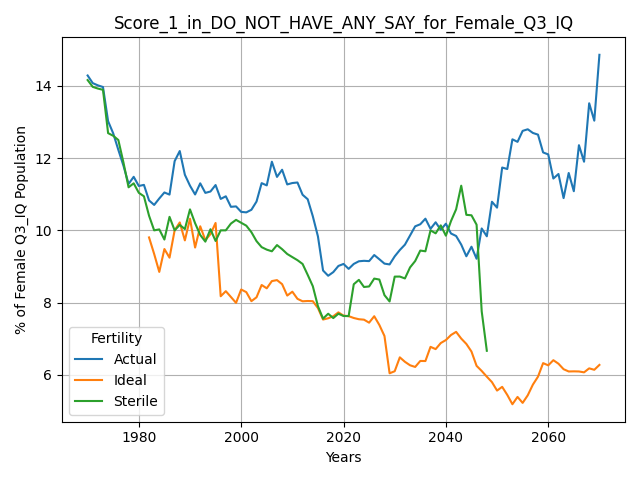 Score_1_in_DO_NOT_HAVE_ANY_SAY_for_Female_Q3_IQ
% of Female Q3_IQ Population
14
12
10
8
6
Fertility
Actual
Ideal
Sterile
1980 2000 2020 2040 2060
Years